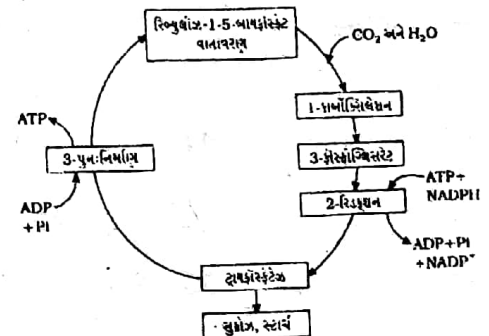 રિબ્યુલોઝ-1-5-બાયફૉસ્ફેટ
વાતાવરણ
CO₂ અને H₂O
1-કાર્બોક્સિલેશન
3-ફૉસ્ફોગ્લિસરેટ
ATP+
NADPH
2-રિડક્શન
ADP+Pi
+NADP⁺
ટ્રાયફૉસ્ફેટેઝ
સુક્રોઝ, સ્ટાર્ચ
ADP
+Pi
3-પુનઃનિર્માણ
ATP